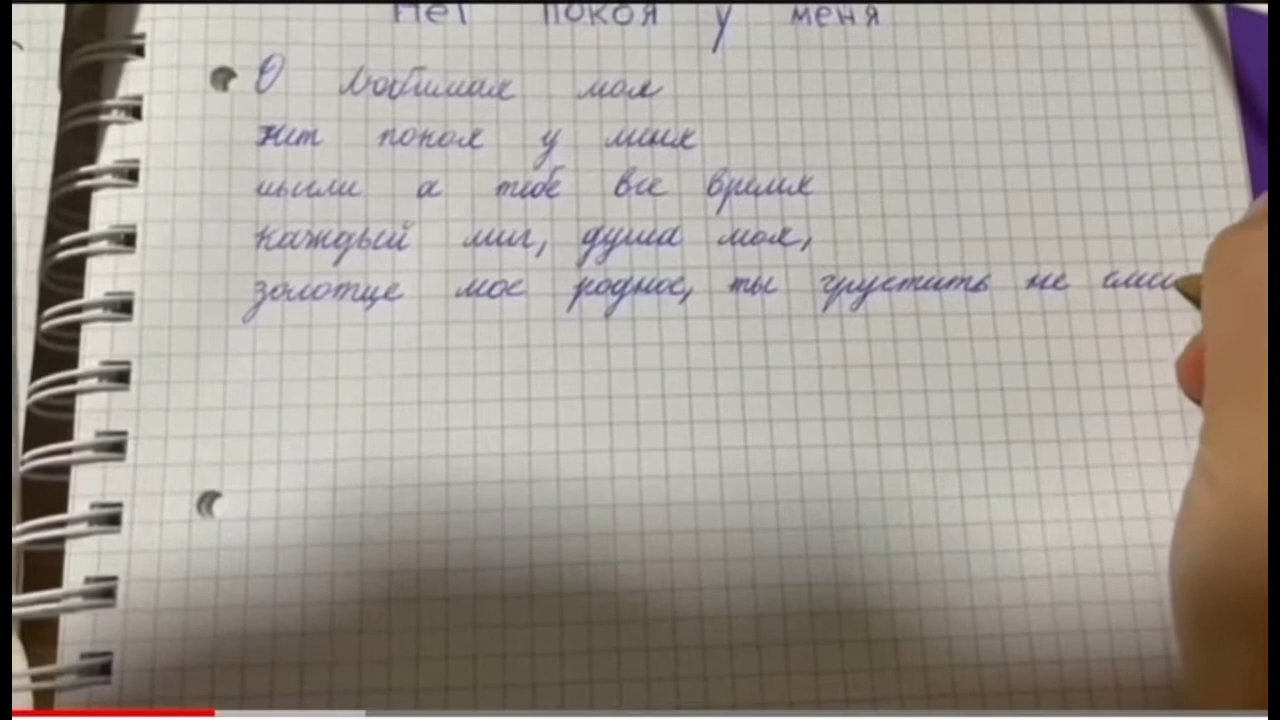 Нет покоя у меня
О любимая моя
нет покоя у меня
мысли а тебе все время
каждый миг, душа моя,
золотце мое родное, ты грустить не